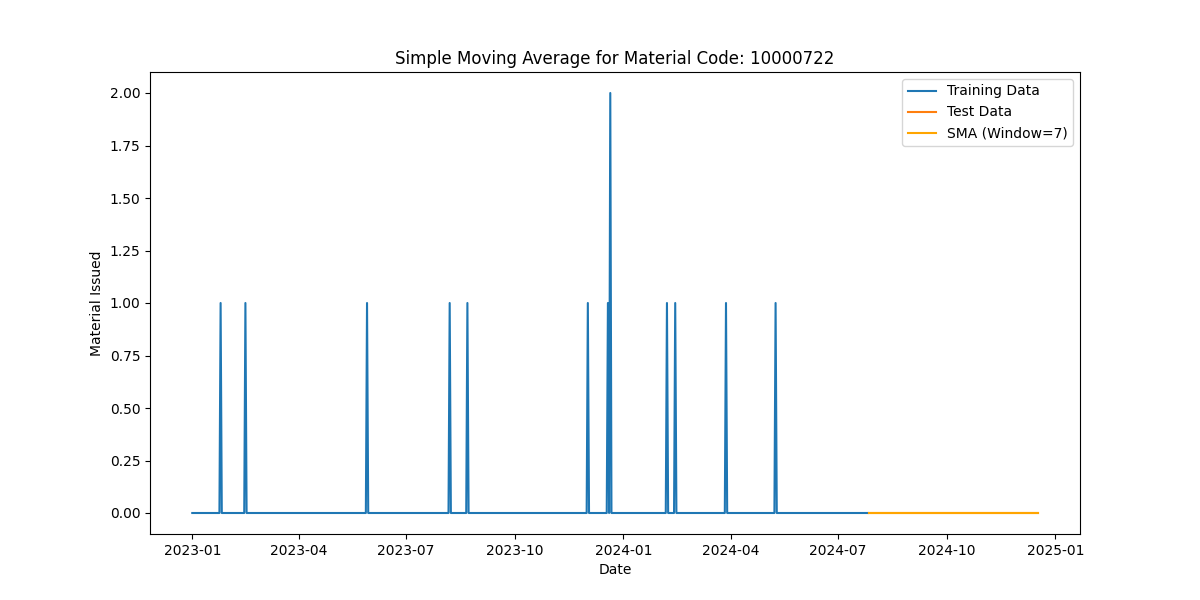 Simple Moving Average for Material Code: 10000722
Training Data
Test Data
SMA (Window=7)
2.00
1.75
1.50
1.25
1.00
0.75
0.50
0.25
0.00
Material Issued
2023-01 2023-04 2023-07 2023-10 2024-01 2024-04 2024-07 2024-10 2025-01
Date